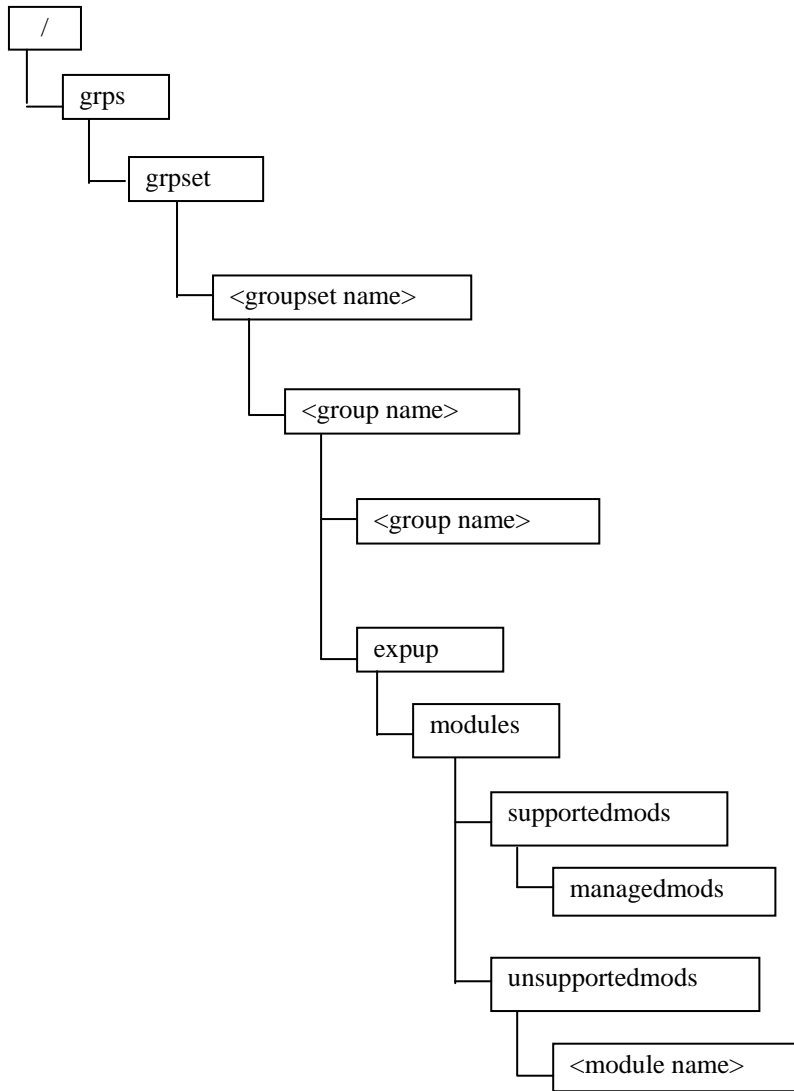 /
grps
grpset
<groupset name>
<group name>
<group name>
expup
modules
supportedmods
managedmods
unsupportedmods
<module name>